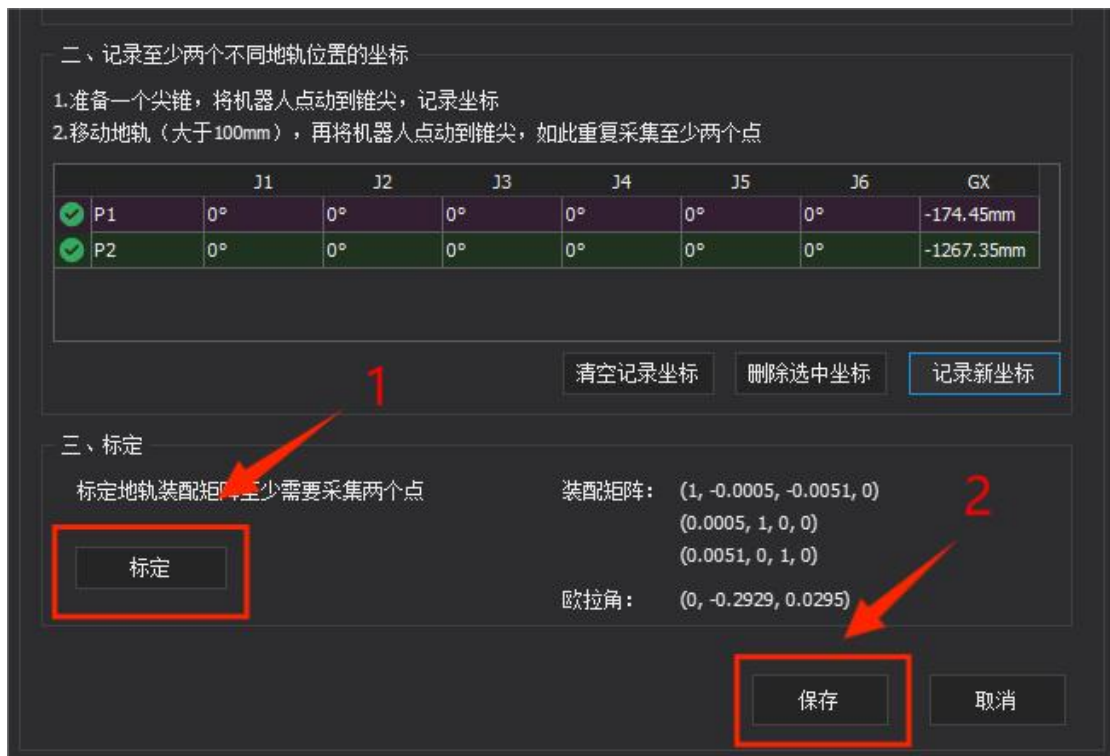 二、记录至少两个不同地轨位置的坐标
1.准备一个尖锥，将机器人点动到锥尖，记录坐标
2.移动地轨（大于100mm），再将机器人点动到锥尖，如此重复采集至少两个点
J1 J2 J3 J4 J5 J6 GX
P1 0° 0° 0° 0° 0° 0° -174.45mm
P2 0° 0° 0° 0° 0° 0° -1267.35mm
清空记录坐标 删除选中坐标 记录新坐标
1
三、标定
标定地轨装配矩阵至少需要采集两个点
装配矩阵： (1, -0.0005, -0.0051, 0)
(0.0005, 1, 0, 0)
(0.0051, 0, 1, 0)
2
标定
欧拉角： (0, -0.2929, 0.0295)
保存 取消